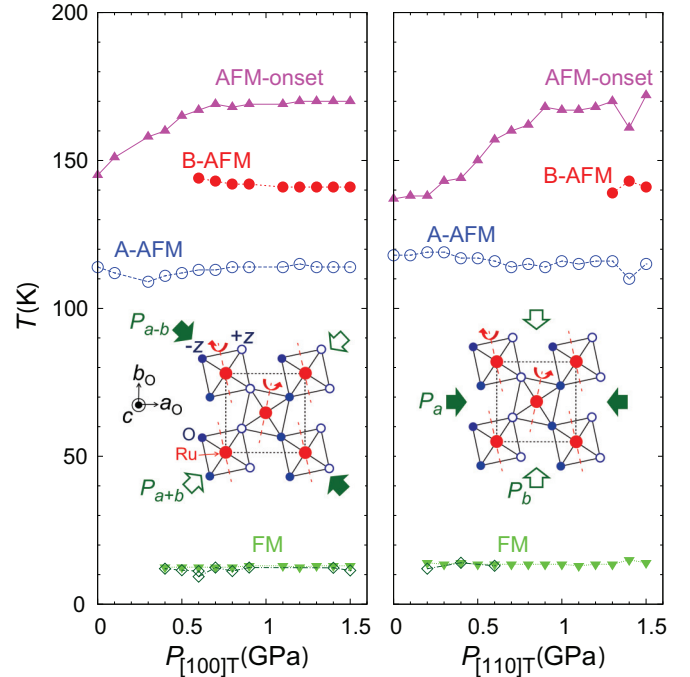 200
150
100
50
0
T(K)
AFM-onset
B-AFM
A-AFM
P_{a-b}
-z +z
b_O
c a_O
O
Ru
P_{a+b}
FM
0 0.5 1.0 1.5
P_{[100]T}(GPa)
AFM-onset
B-AFM
A-AFM
P_a
P_b
FM
0 0.5 1.0 1.5
P_{[110]T}(GPa)